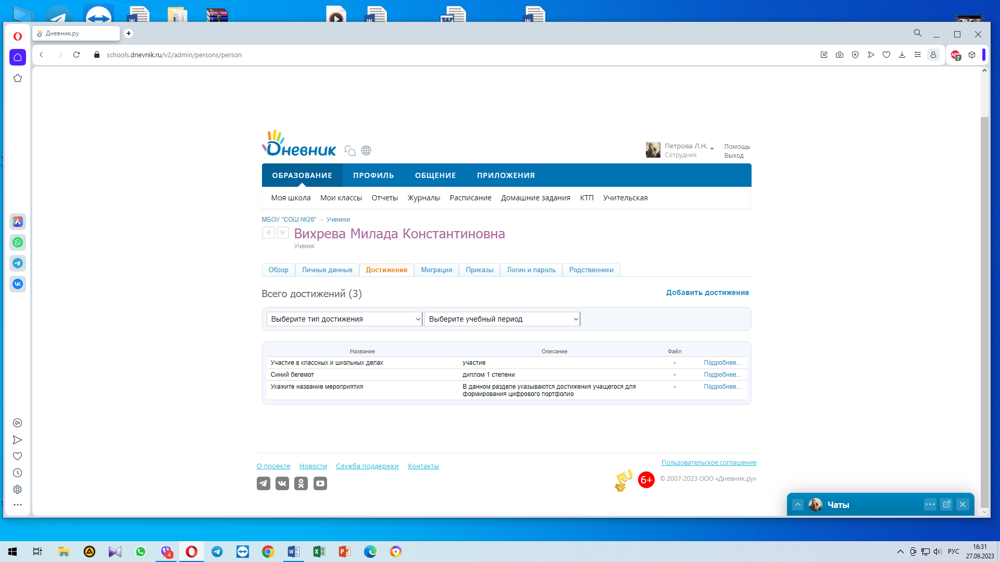 Дневник.ру
schools.dnevnik.ru/v2/admin/persons/person
7
Дневник
Петрова Л.Н.
Сотрудник
Помощь
Выход
ОБРАЗОВАНИЕ ПРОФИЛЬ ОБЩЕНИЕ ПРИЛОЖЕНИЯ
Моя школа Мои классы Отчеты Журналы Расписание Домашние задания КТП Учительская
МБОУ "СОШ №26" > Ученики
Вихрева Милада Константиновна
Ученик
Обзор Личные данные Достижения Миграция Приказы Логин и пароль Родственники
Всего достижений (3)
Добавить достижение
Выберите тип достижения Выберите учебный период
Название Описание Файл
Участие в классных и школьных делах участие - Подробнее...
Синий бегемот диплом 1 степени - Подробнее...
Укажите название мероприятия В данном разделе указываются достижения учащегося для - Подробнее...
формирования цифрового портфолио
О проекте Новости Служба поддержки Контакты
Пользовательское соглашение
RU 6+ © 2007-2023 ООО «Дневник.ру»
Чаты
4
РУС
16:31
27.09.2023